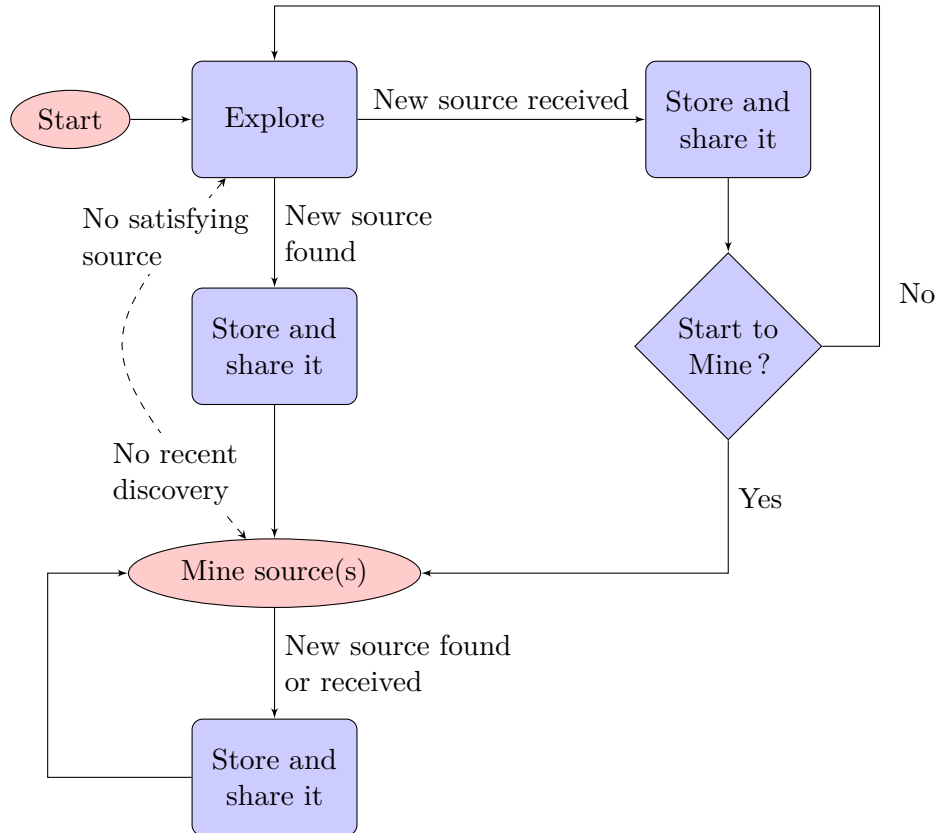 Start
Explore
New source received
Store and
share it
No satisfying
source
New source
found
Store and
share it
Start to
Mine ?
No
No recent
discovery
Yes
Mine source(s)
New source found
or received
Store and
share it